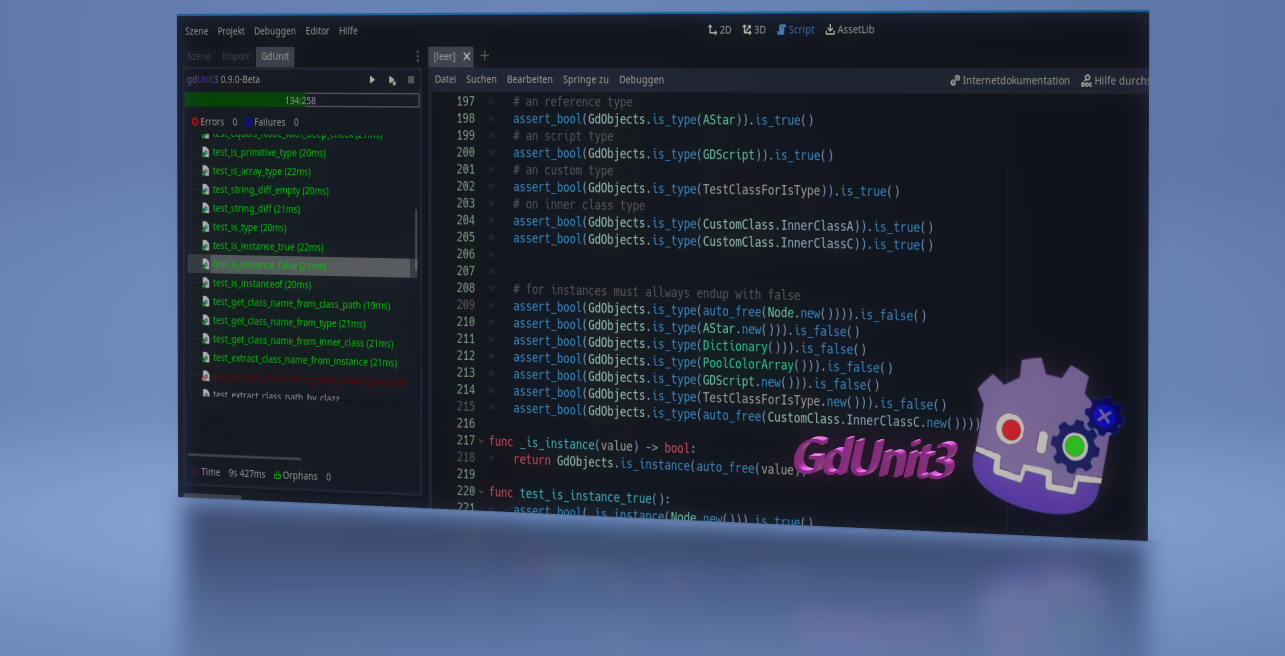 Szene Projekt Debuggen Editor Hilfe
2D 3D Script AssetLib
Szene Import GdUnit
[leer]
gdUnit3 0.9.0-Beta
Datei Suchen Bearbeiten Springe zu Debuggen
Internetdokumentation Hilfe durchs
134:258
Errors 0 Failures 0
test_equals_Node_with_deep_check (21ms)
test_is_primitive_type (20ms)
test_is_array_type (22ms)
test_string_diff_empty (20ms)
test_string_diff (21ms)
test_is_type (20ms)
test_is_instance_true (22ms)
test_is_instance_false (21ms)
test_is_instanceof (20ms)
test_get_class_name_from_class_path (19ms)
test_get_class_name_from_type (21ms)
test_get_class_name_from_inner_class (21ms)
test_extract_class_name_from_instance (21ms)
test_extract_class_path_by_clazz
Time 9s 427ms Orphans 0
197 # an reference type
198 assert_bool(GdObjects.is_type(AStar)).is_true()
199 # an script type
200 assert_bool(GdObjects.is_type(GDScript)).is_true()
201 # an custom type
202 assert_bool(GdObjects.is_type(TestClassForIsType)).is_true()
203 # on inner class type
204 assert_bool(GdObjects.is_type(CustomClass.InnerClassA)).is_true()
205 assert_bool(GdObjects.is_type(CustomClass.InnerClassC)).is_true()
206
207
208 # for instances must allways endup with false
209 assert_bool(GdObjects.is_type(auto_free(Node.new()))).is_false()
210 assert_bool(GdObjects.is_type(AStar.new())).is_false()
211 assert_bool(GdObjects.is_type(Dictionary())).is_false()
212 assert_bool(GdObjects.is_type(PoolColorArray())).is_false()
213 assert_bool(GdObjects.is_type(GDScript.new())).is_false()
214 assert_bool(GdObjects.is_type(TestClassForIsType.new())).is_false()
215 assert_bool(GdObjects.is_type(auto_free(CustomClass.InnerClassC.new())))
216
217 func _is_instance(value) -> bool:
218 return GdObjects.is_instance(auto_free(value))
219
220 func test_is_instance_true():
221 assert_bool(_is_instance(Node.new())).is_true()
GdUnit3